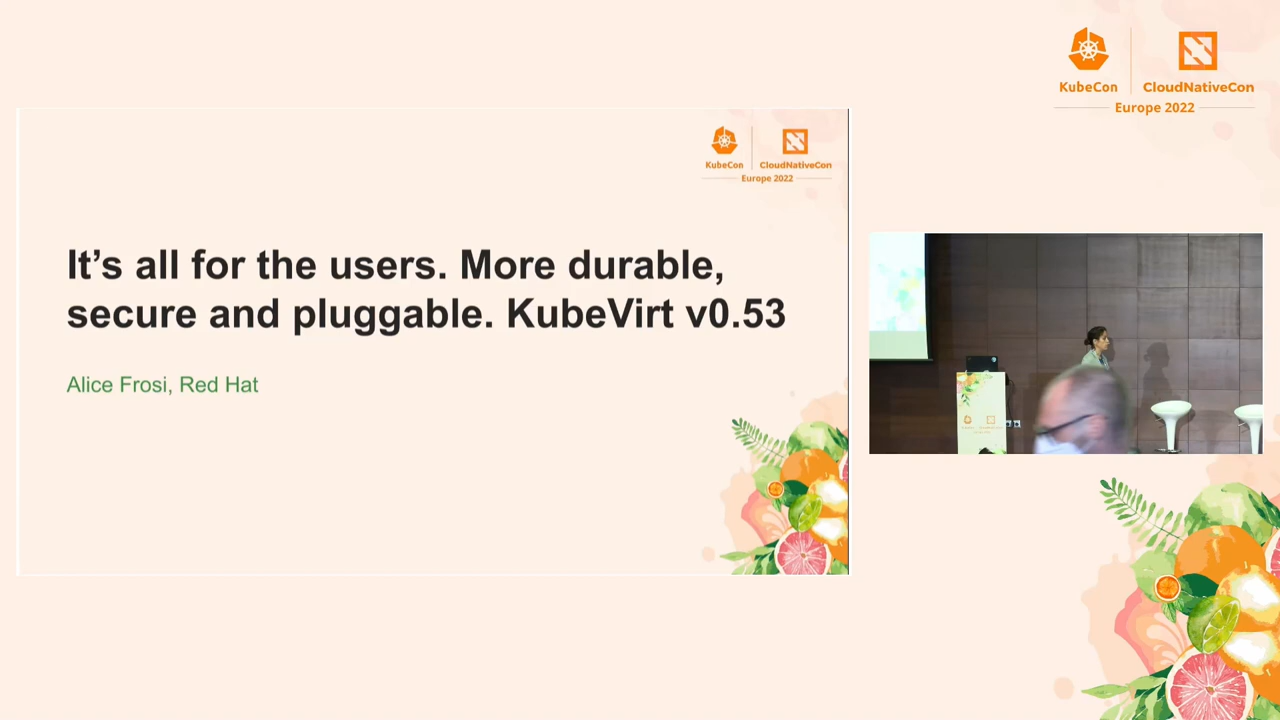 KubeCon
CloudNativeCon
Europe 2022
KubeCon
CloudNativeCon
Europe 2022
It's all for the users. More durable,
secure and pluggable. KubeVirt v0.53
Alice Frosi, Red Hat